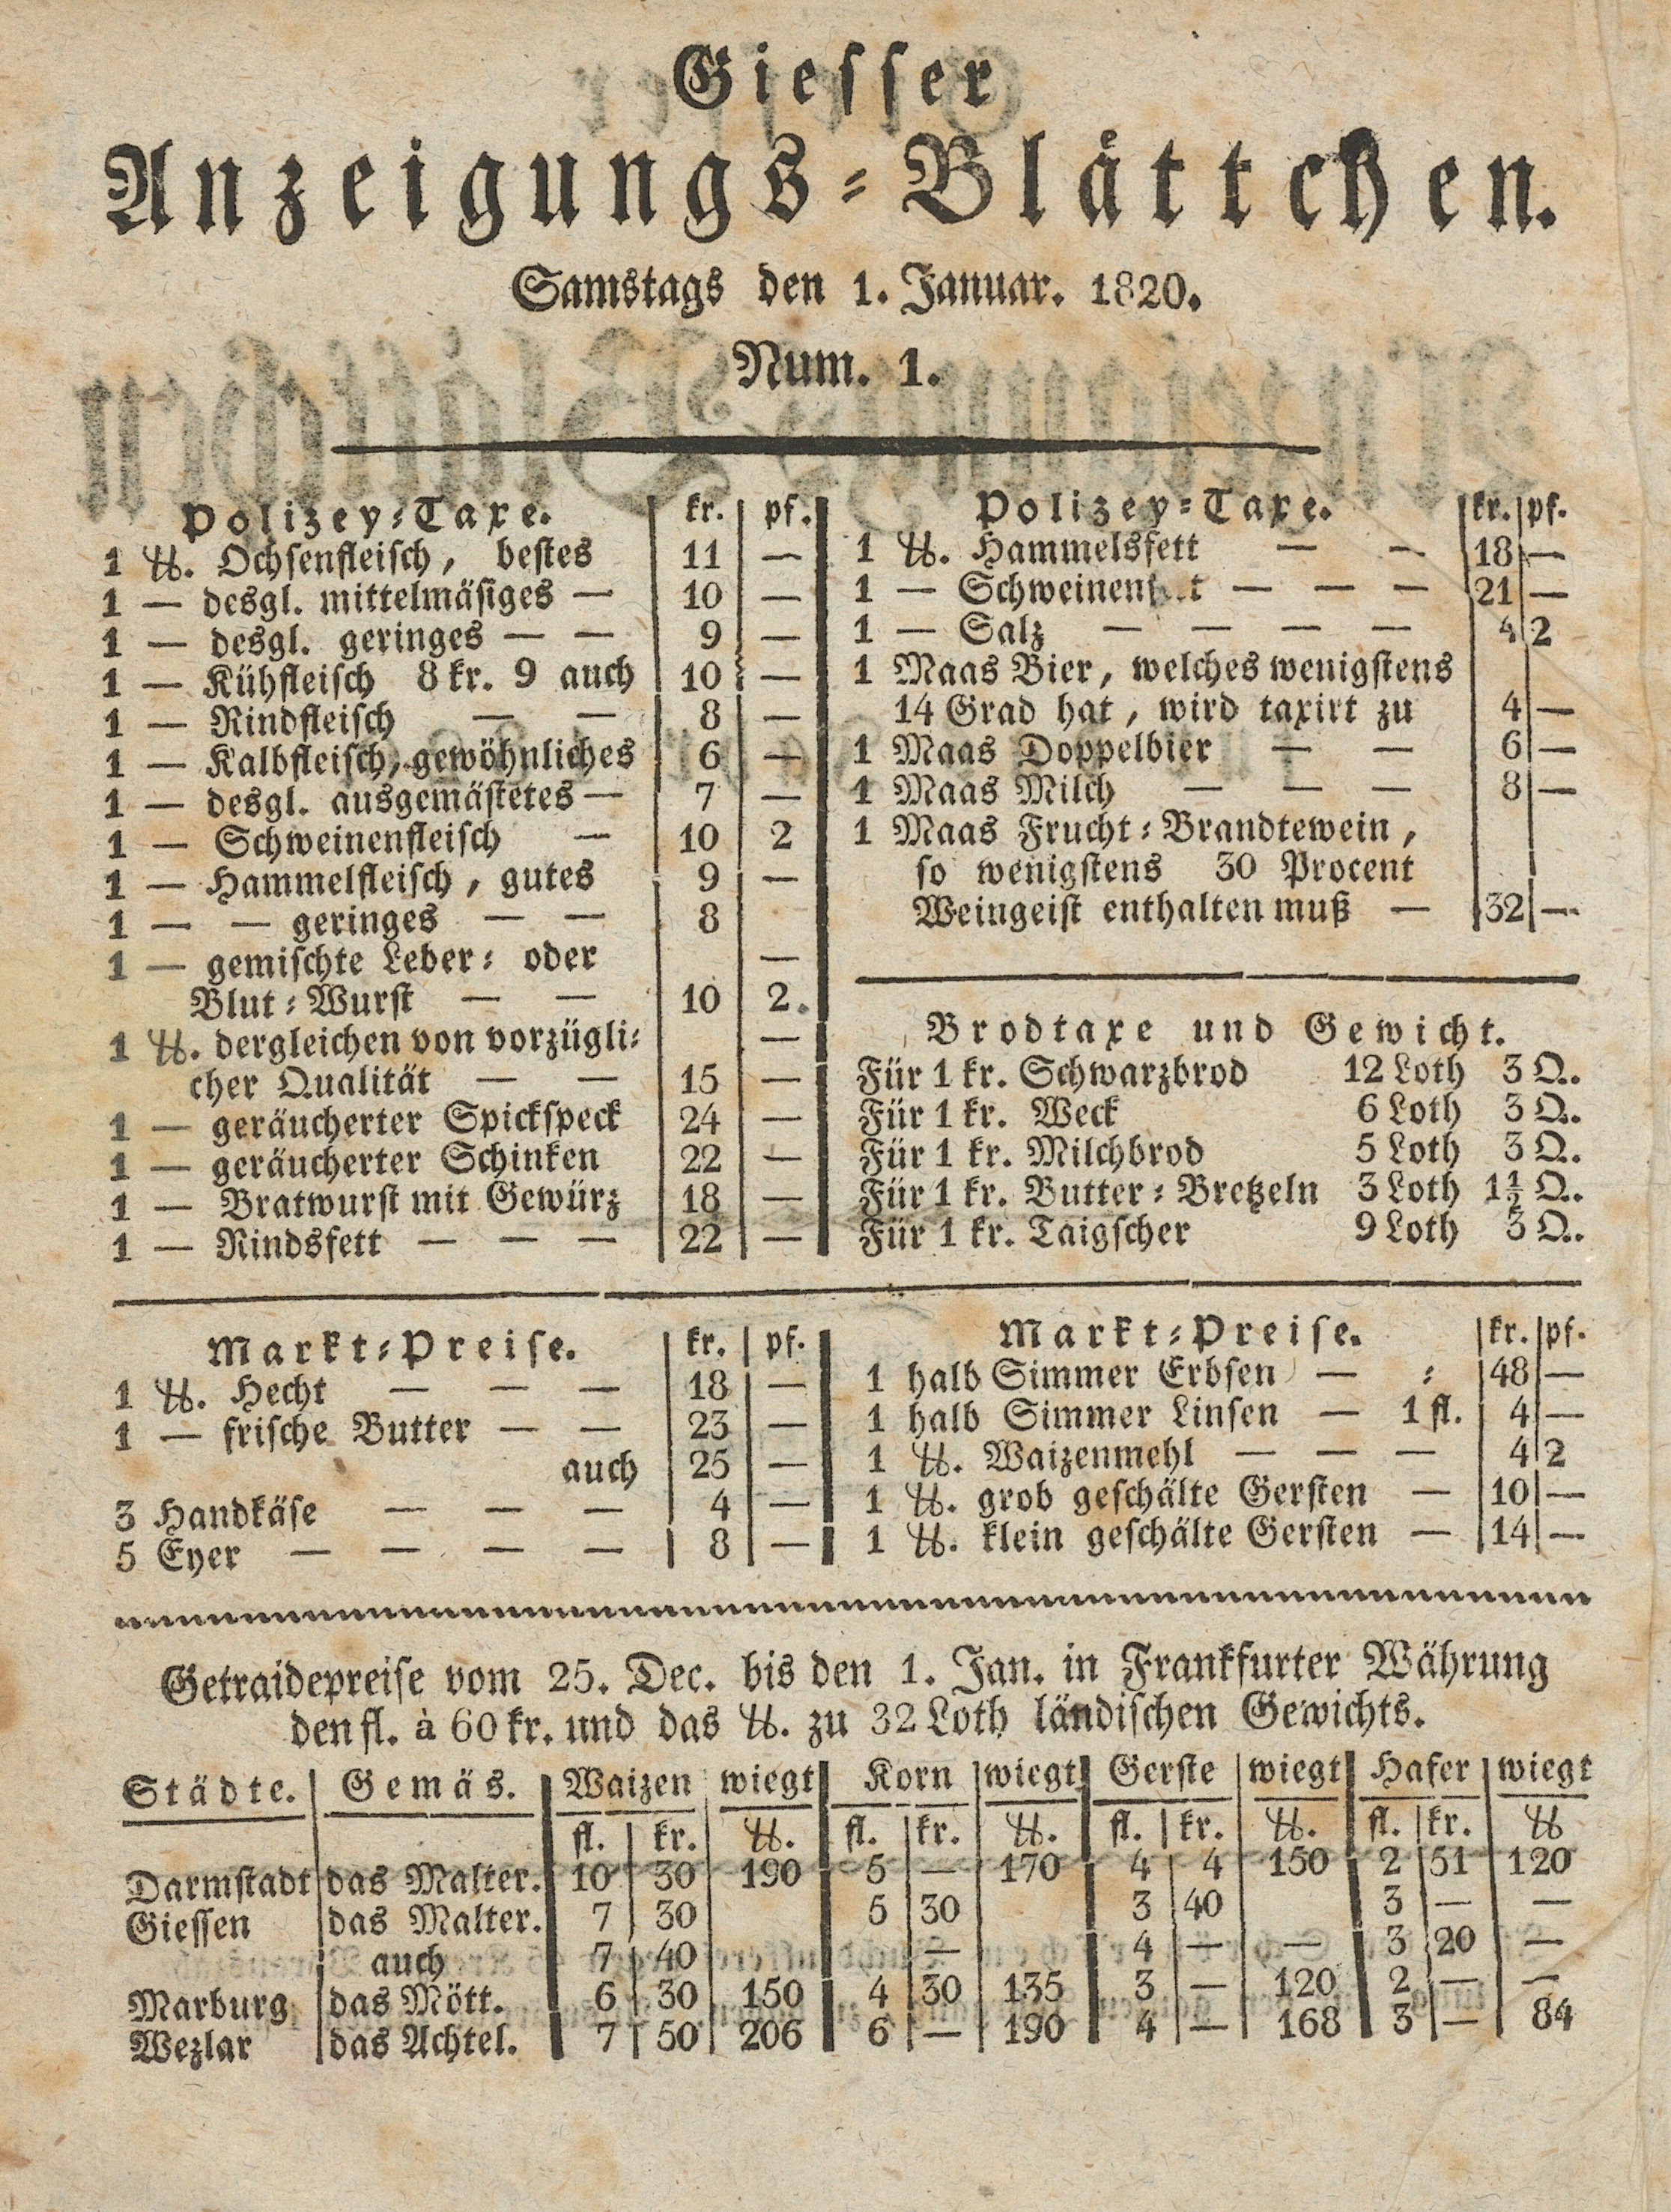 Giesser
Anzeigungs-Blättchen.
Samstags den 1. Januar. 1820.
Num. 1.
Polizey-Taxe. kr. pf.
1 ℔. Ochsenfleisch, bestes 11 —
1 — desgl. mittelmäsiges — 10 —
1 — desgl. geringes — — 9 —
1 — Kühfleisch 8 kr. 9 auch 10 —
1 — Rindfleisch — — 8 —
1 — Kalbfleisch, gewöhnliches 6 —
1 — desgl. ausgemästetes — 7 —
1 — Schweinenfleisch — 10 2
1 — Hammelfleisch, gutes 9 —
1 — — geringes — — 8
1 — gemischte Leber- oder —
Blut-Wurst — — 10 2.
1 ℔. dergleichen von vorzügli- —
cher Qualität — — 15 —
1 — geräucherter Spickspeck 24 —
1 — geräucherter Schinken 22 —
1 — Bratwurst mit Gewürz 18 —
1 — Rindsfett — — — 22 —
Polizey-Taxe. kr. pf.
1 ℔. Hammelsfett — — 18 —
1 — — — — 21 —
1 — Salz — — — — 4 2
1 Maas Bier, welches wenigstens
14 Grad hat, wird taxirt zu 4 —
1 Maas Doppelbier — — 6 —
1 Maas Milch — — — 8 —
1 Maas Frucht-Brandtewein,
so wenigstens 30 Procent
Weingeist enthalten muß — 32 —
Brodtaxe und Gewicht.
Für 1 kr. Schwarzbrod 12 Loth 3 Q.
Für 1 kr. Weck 6 Loth 3 Q.
Für 1 kr. Milchbrod 5 Loth 3 Q.
Für 1 kr. Butter-Bretzeln 3 Loth 1½ Q.
Für 1 kr. Taigscher 9 Loth 3 Q.
Markt-Preise. kr. pf.
1 ℔. Hecht — — — 18 —
1 — frische Butter — — 23 —
auch 25 —
3 Handkäse — — — 4 —
5 Eyer — — — — 8 —
Markt-Preise. kr. pf.
1 halb Simmer Erbsen — - 48 —
1 halb Simmer Linsen — 1 fl. 4 —
1 ℔. Waizenmehl — — — 4 2
1 ℔. grob geschälte Gersten — 10 —
1 ℔. klein geschälte Gersten — 14 —
Getraidepreise vom 25. Dec. bis den 1. Jan. in Frankfurter Währung
den fl. à 60 kr. und das ℔. zu 32 Loth ländischen Gewichts.
Städte. Gemäs. Waizen wiegt Korn wiegt Gerste wiegt Hafer wiegt
fl. kr. ℔. fl. kr. ℔. fl. kr. ℔. fl. kr. ℔
Darmstadt das Malter. 10 30 190 5 — 170 4 4 150 2 51 120
Giessen das Malter. 7 30 5 30 3 40 3 — —
auch 7 40 — 4 — — 3 20 —
Marburg das Mött. 6 30 150 4 30 135 3 — 120 2 — —
Wezlar das Achtel. 7 50 206 6 — 190 4 — 168 3 — 84